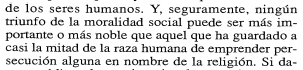 de los seres humanos. Y, seguramente, ningún
triunfo de la moralidad social puede ser más im-
portante o más noble que aquel que ha guardado a
casi la mitad de la raza humana de emprender per-
secución alguna en nombre de la religión. Si da-